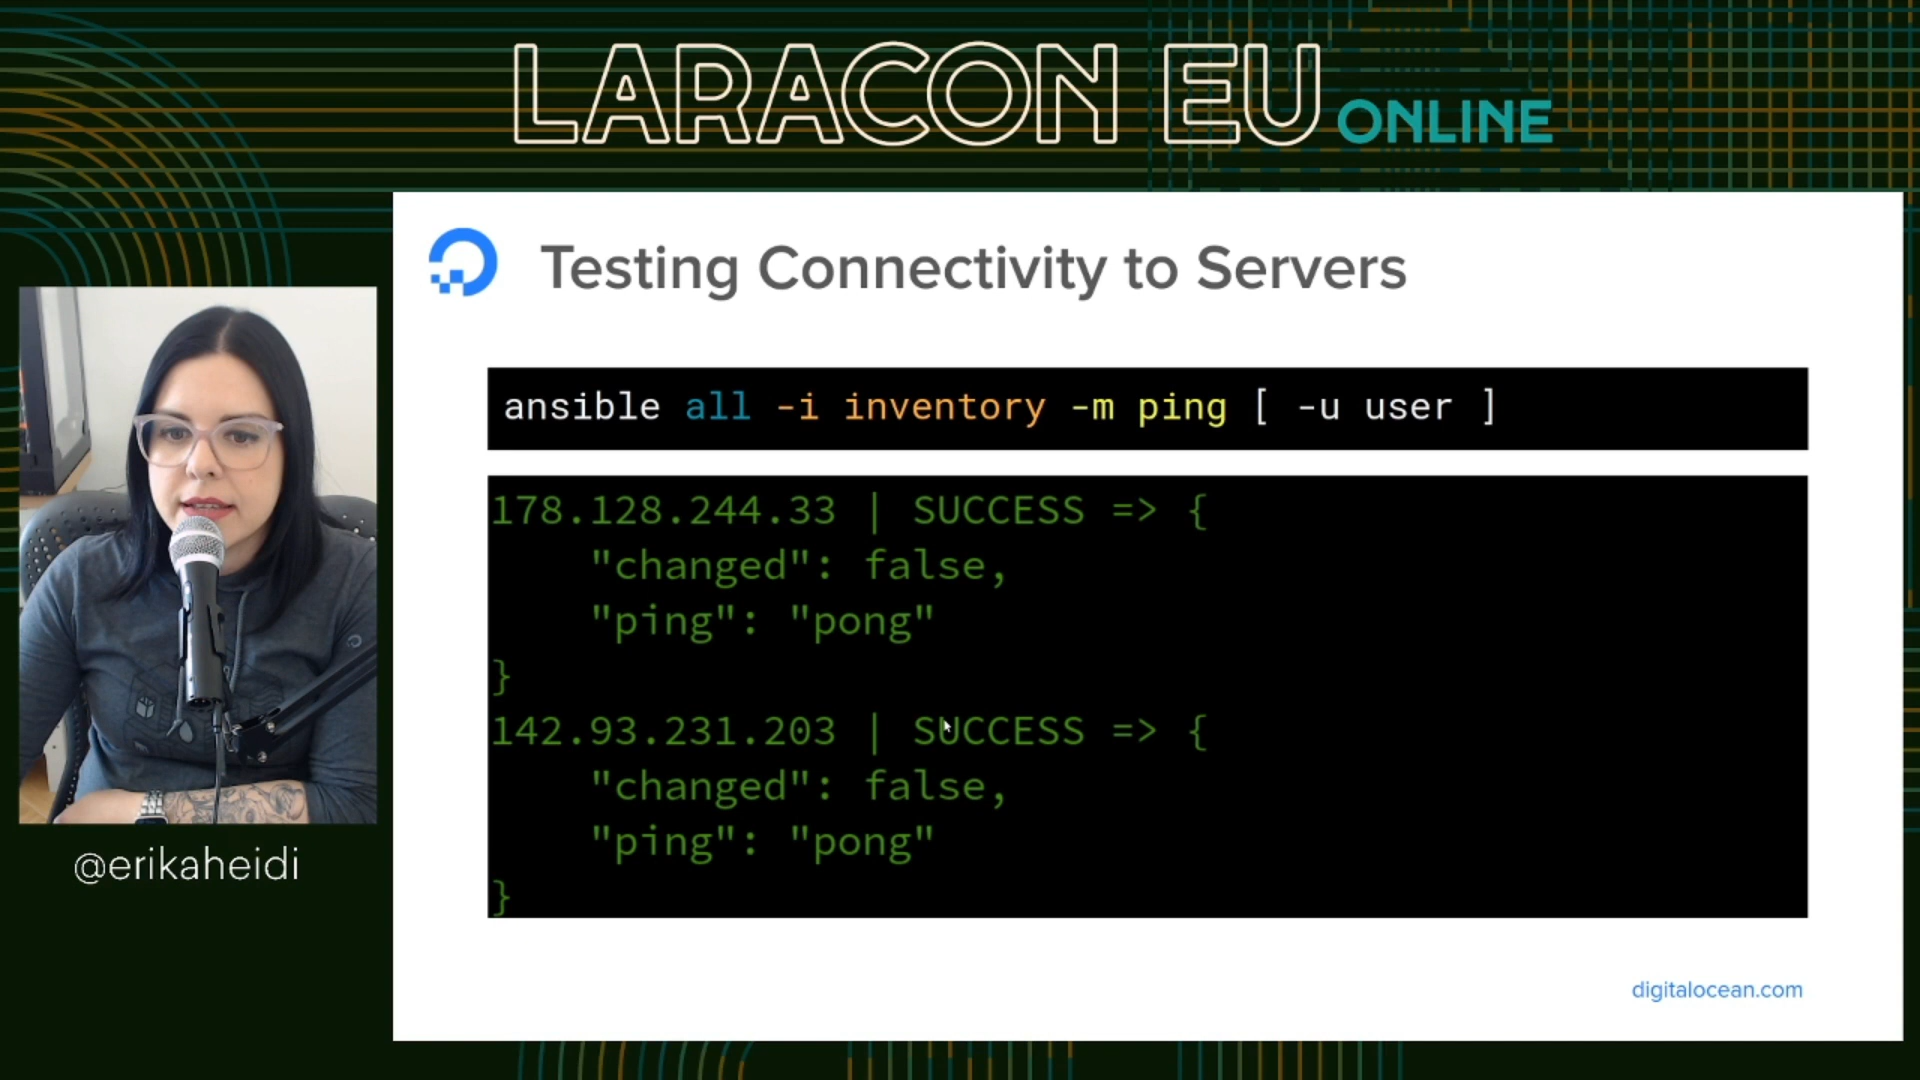 LARACON EU ONLINE
Testing Connectivity to Servers
ansible all -i inventory -m ping [ -u user ]
178.128.244.33 | SUCCESS => {
"changed": false,
"ping": "pong"
}
142.93.231.203 | SUCCESS => {
"changed": false,
"ping": "pong"
}
@erikaheidi
digitalocean.com